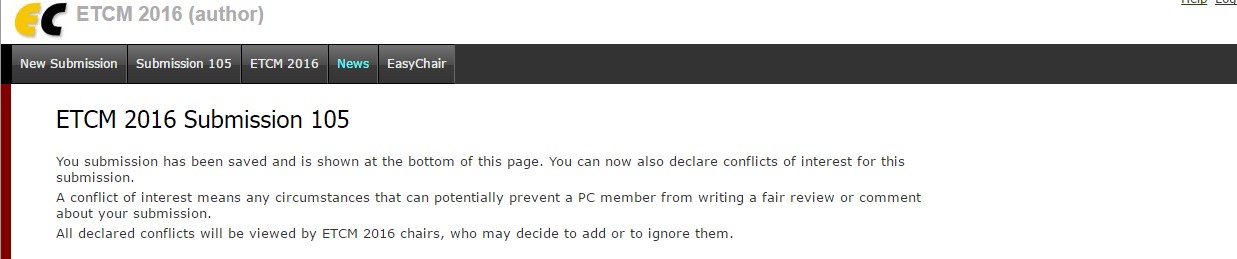 Help Log
EC ETCM 2016 (author)
New Submission Submission 105 ETCM 2016 News EasyChair
ETCM 2016 Submission 105
You submission has been saved and is shown at the bottom of this page. You can now also declare conflicts of interest for this
submission.
A conflict of interest means any circumstances that can potentially prevent a PC member from writing a fair review or comment
about your submission.
All declared conflicts will be viewed by ETCM 2016 chairs, who may decide to add or to ignore them.